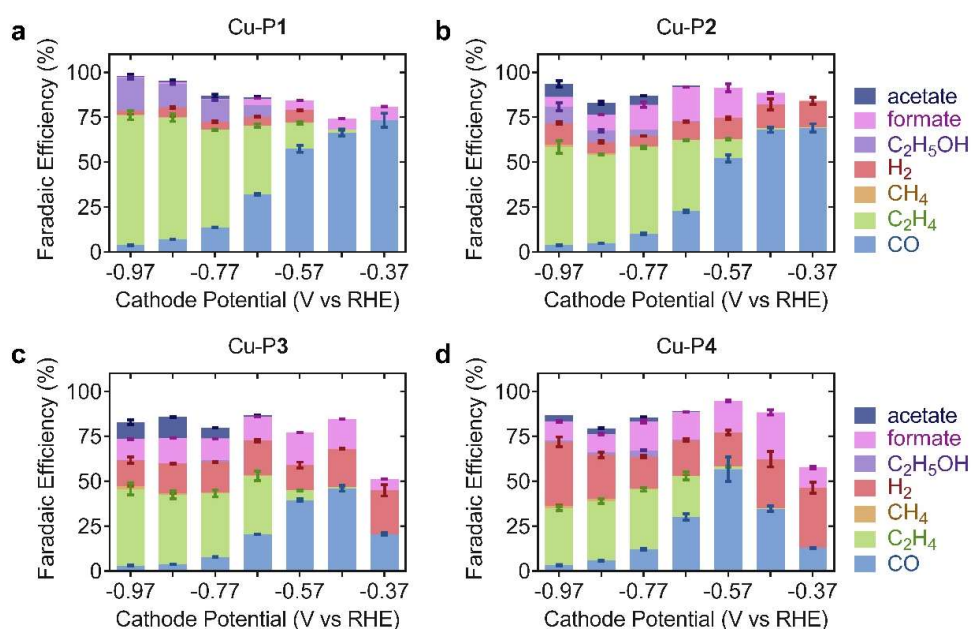 a
Cu-P1
Faradaic Efficiency (%)
100
75
50
25
0
-0.97 -0.77 -0.57 -0.37
Cathode Potential (V vs RHE)
b
Cu-P2
Faradaic Efficiency (%)
100
75
50
25
0
-0.97 -0.77 -0.57 -0.37
Cathode Potential (V vs RHE)
acetate
formate
C₂H₅OH
H₂
CH₄
C₂H₄
CO
c
Cu-P3
Faradaic Efficiency (%)
100
75
50
25
0
-0.97 -0.77 -0.57 -0.37
Cathode Potential (V vs RHE)
d
Cu-P4
Faradaic Efficiency (%)
100
75
50
25
0
-0.97 -0.77 -0.57 -0.37
Cathode Potential (V vs RHE)
acetate
formate
C₂H₅OH
H₂
CH₄
C₂H₄
CO